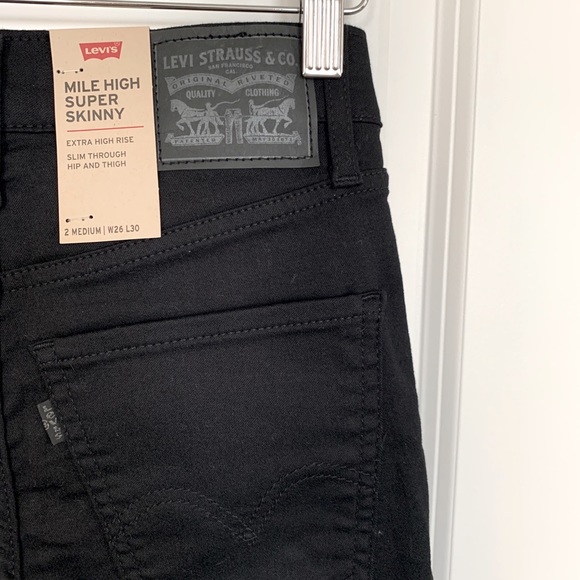 LEVI'S
MILE HIGH
SUPER
SKINNY
EXTRA HIGH RISE
SLIM THROUGH
HIP AND THIGH
2 MEDIUM | W26 L30
LEVI STRAUSS & CO.
SAN FRANCISCO
CAL
ORIGINAL RIVETED
QUALITY CLOTHING
LEVI'S